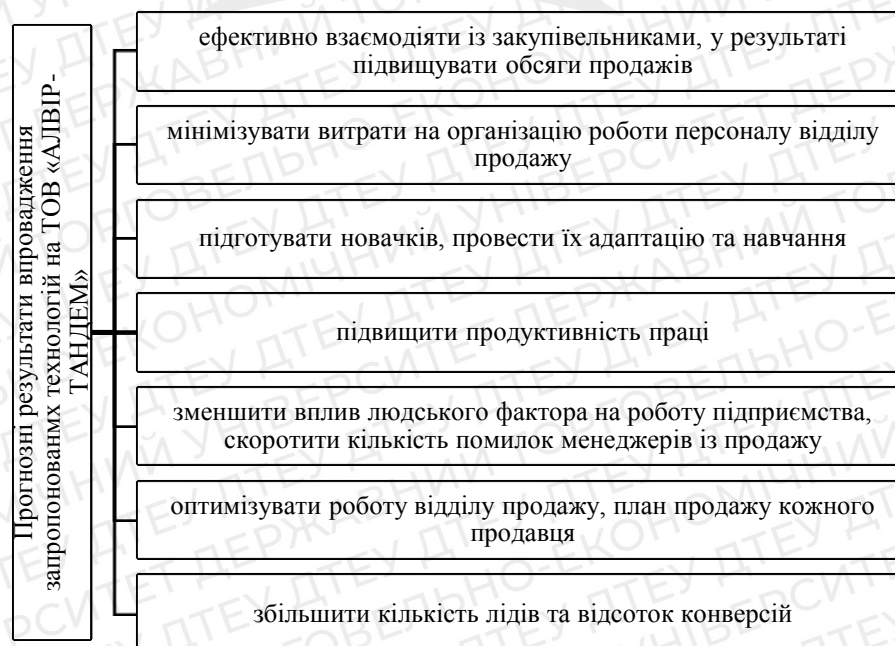 Прогнозні результати впровадження
запропонованмх технологій на ТОВ «АЛВІР-
ТАНДЕМ»
ефективно взаємодіяти із закупівельниками, у результаті
підвищувати обсяги продажів
мінімізувати витрати на організацію роботи персоналу відділу
продажу
підготувати новачків, провести їх адаптацію та навчання
підвищити продуктивність праці
зменшити вплив людського фактора на роботу підприємства,
скоротити кількість помилок менеджерів із продажу
оптимізувати роботу відділу продажу, план продажу кожного
продавця
збільшити кількість лідів та відсоток конверсій